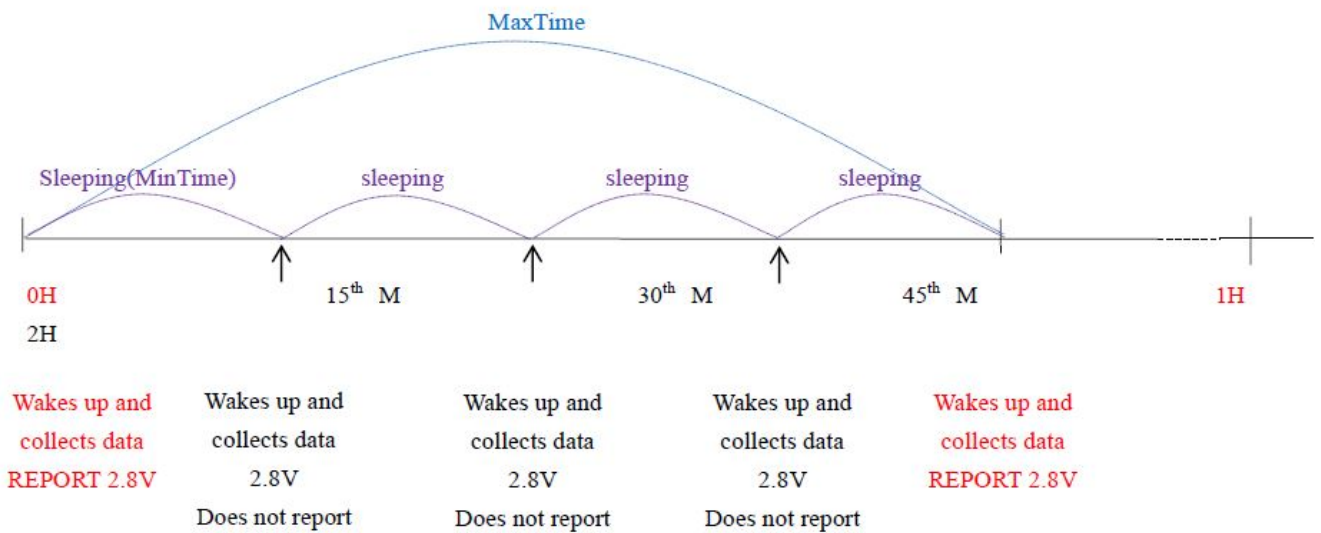 MaxTime
Sleeping(MinTime) sleeping sleeping sleeping
0H 15th M 30th M 45th M 1H
2H
Wakes up and Wakes up and Wakes up and Wakes up and Wakes up and
collects data collects data collects data collects data collects data
REPORT 2.8V 2.8V 2.8V 2.8V REPORT 2.8V
Does not report Does not report Does not report